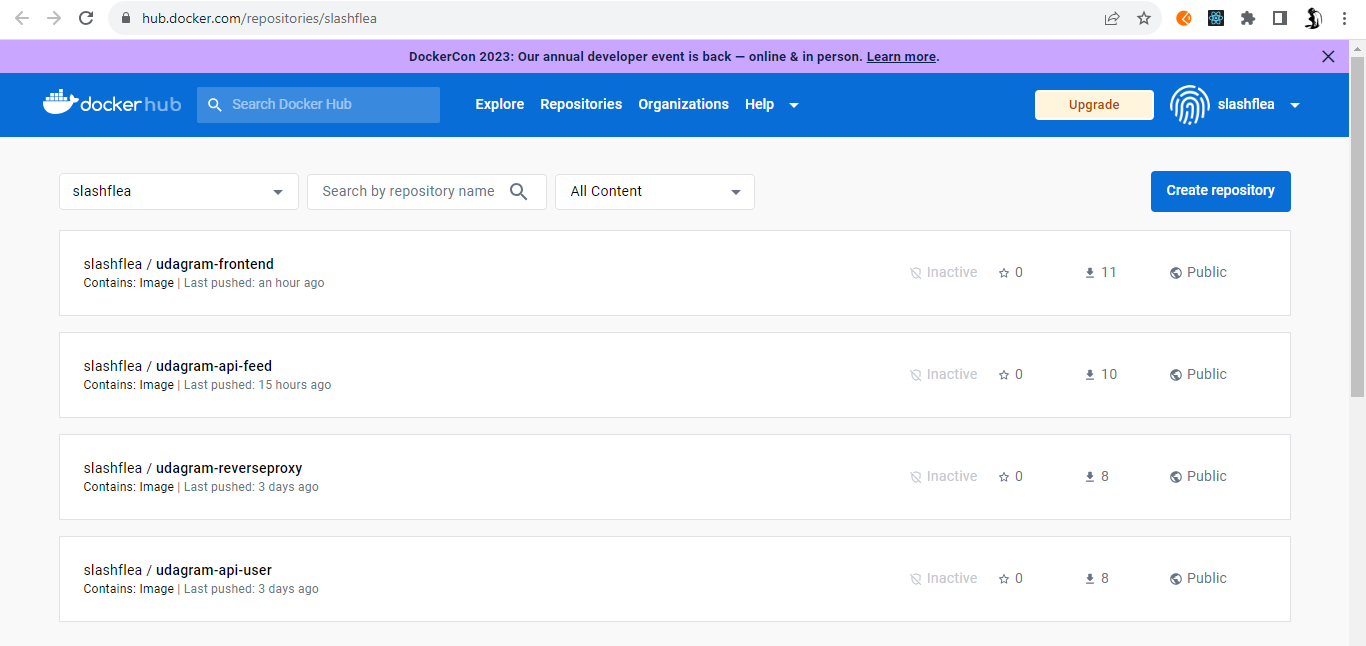 hub.docker.com/repositories/slashflea
DockerCon 2023: Our annual developer event is back — online & in person. Learn more.
docker hub Search Docker Hub Explore Repositories Organizations Help Upgrade slashflea
slashflea Search by repository name All Content Create repository
slashflea / udagram-frontend
Contains: Image | Last pushed: an hour ago
Inactive 0 11 Public
slashflea / udagram-api-feed
Contains: Image | Last pushed: 15 hours ago
Inactive 0 10 Public
slashflea / udagram-reverseproxy
Contains: Image | Last pushed: 3 days ago
Inactive 0 8 Public
slashflea / udagram-api-user
Contains: Image | Last pushed: 3 days ago
Inactive 0 8 Public